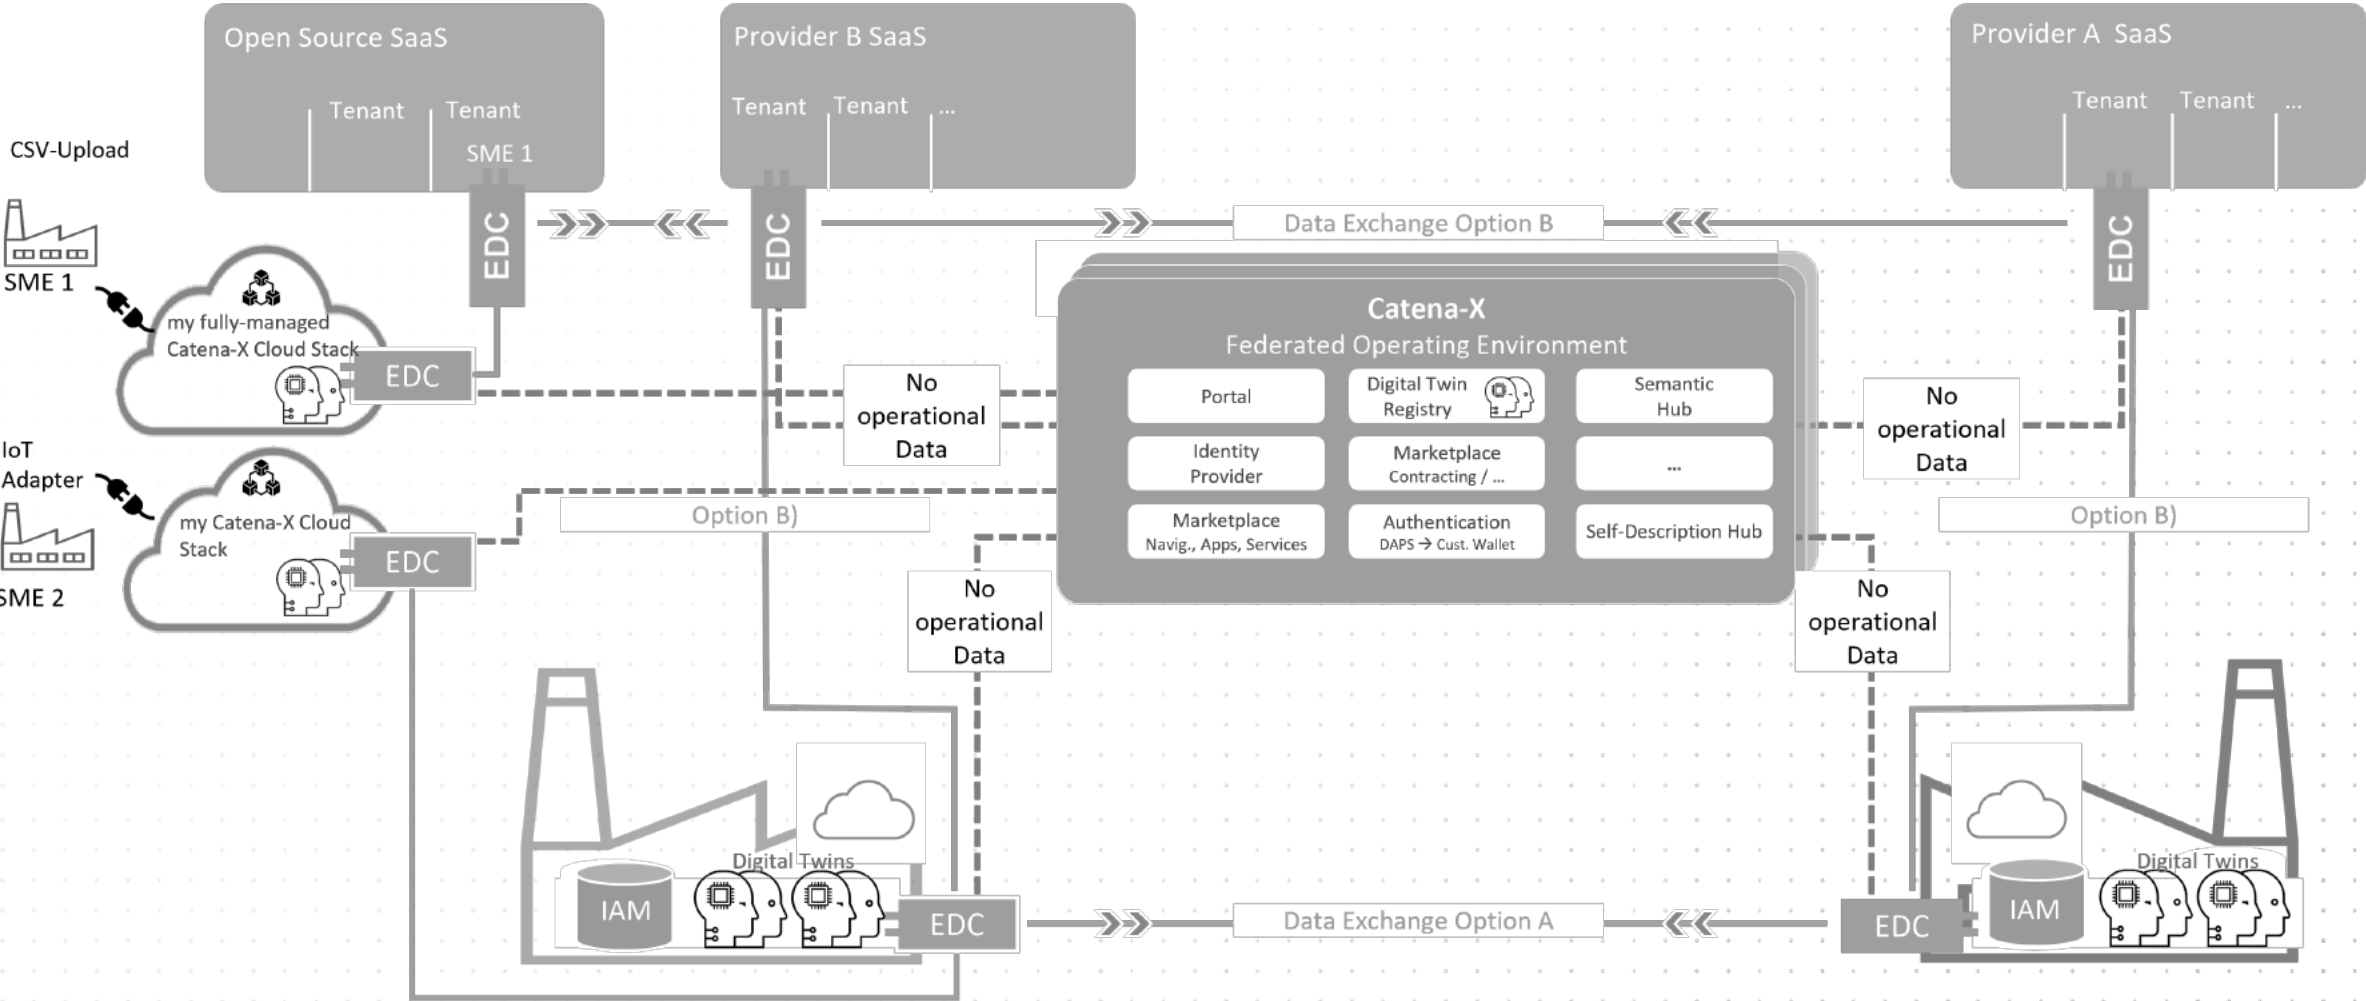 Open Source SaaS
Tenant
Tenant
SME 1
EDC
Provider B SaaS
Tenant
Tenant
...
EDC
Provider A  SaaS
Tenant
Tenant
...
EDC
Data Exchange Option B
CSV-Upload
SME 1
my fully-managed
Catena-X Cloud Stack
EDC
IoT
Adapter
SME 2
my Catena-X Cloud
Stack
EDC
No
operational
Data
Option B)
Catena-X
Federated Operating Environment
Portal
Digital Twin
Registry
Semantic
Hub
Identity
Provider
Marketplace
Contracting / ...
...
Marketplace
Navig., Apps, Services
Authentication
DAPS → Cust. Wallet
Self-Description Hub
No
operational
Data
Option B)
No
operational
Data
No
operational
Data
Digital Twins
IAM
EDC
Data Exchange Option A
EDC
Digital Twins
IAM